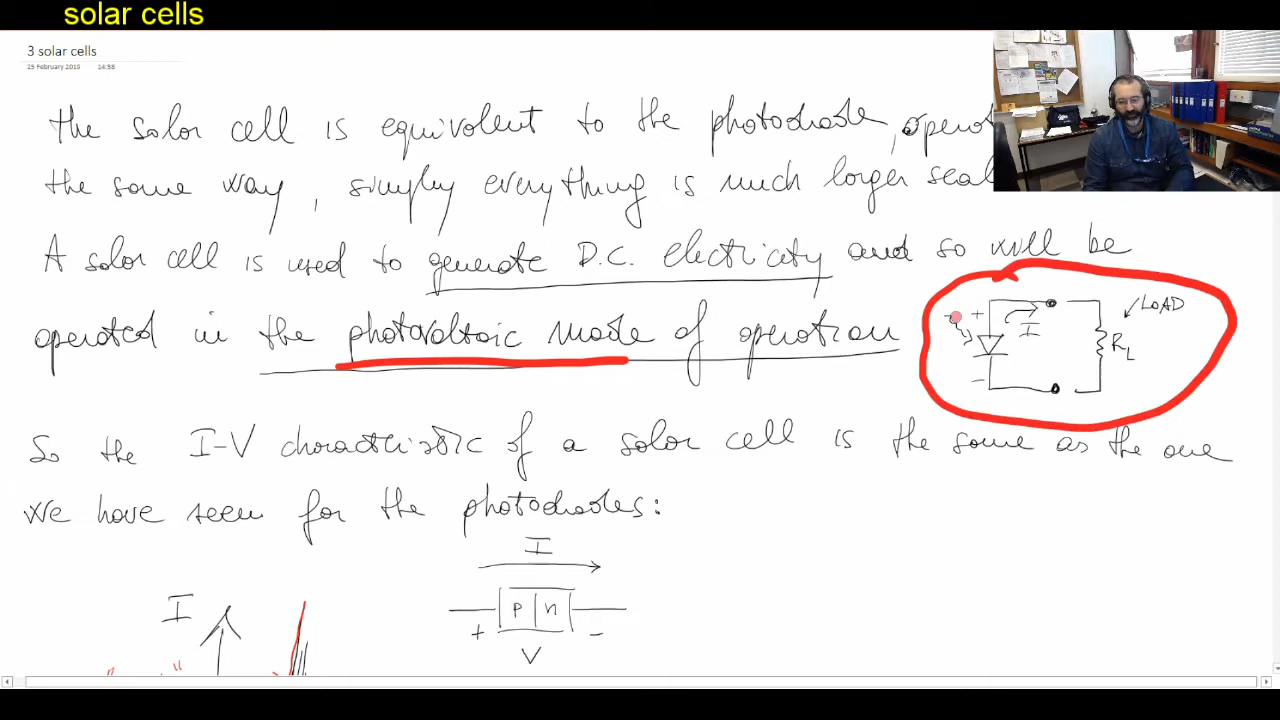 solar cells
3 solar cells
25 February 2016 14:58
The solar cell is equivalent to the photodiode, operat
the same way, simply everything is much larger scal
A solar cell is used to generate D.C. electricity and so will be
operated in the photovoltaic mode of operation
+ I LOAD
RL
-
So the I-V characteristic of a solar cell is the same as the one
we have seen for the photodiodes:
I
p n
+ -
V
I
" "